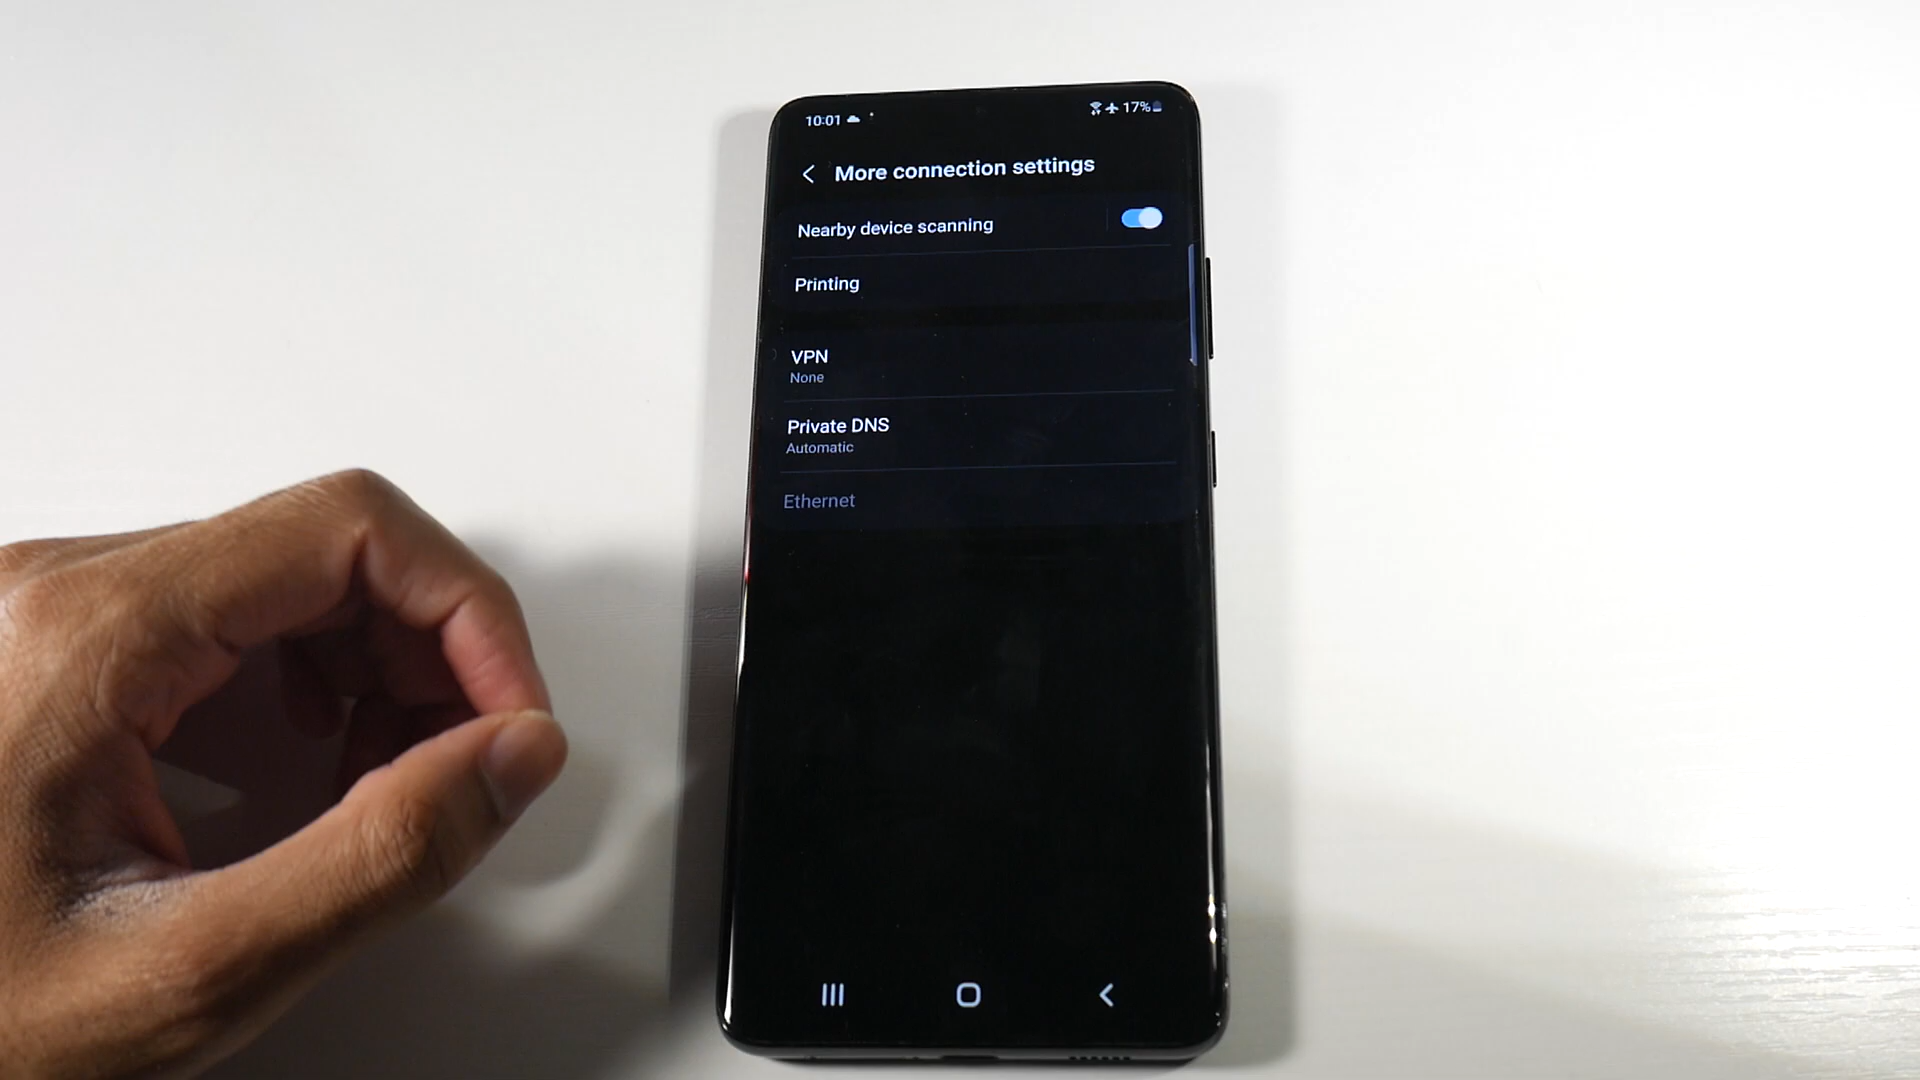 10:01
17%
More connection settings
Nearby device scanning
Printing
VPN
None
Private DNS
Automatic
Ethernet